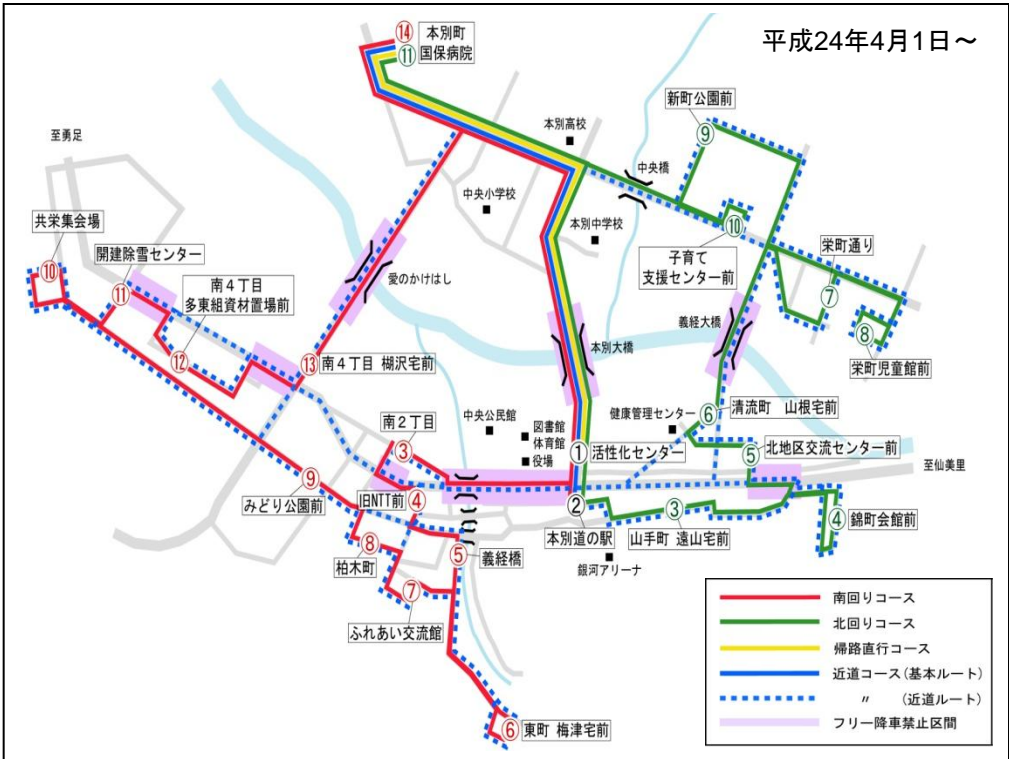 平成24年4月1日～
⑭
⑪
本別町
国保病院
新町公園前
⑨
本別高校
中央橋
至勇足
中央小学校
本別中学校
⑩
子育て
支援センター前
栄町通り
⑦
⑧
栄町児童館前
共栄集会場
⑩
開建除雪センター
⑪
南4丁目
多東組資材置場前
⑫
愛のかけはし
義経大橋
本別大橋
⑬
南4丁目 楜沢宅前
健康管理センター
⑥
清流町 山根宅前
南2丁目
③
中央公民館
図書館
体育館
役場
①
活性化センター
⑤
北地区交流センター前
至仙美里
⑨
みどり公園前
旧NTT前
④
②
本別道の駅
③
山手町 遠山宅前
④
錦町会館前
銀河アリーナ
⑧
柏木町
⑤
義経橋
⑦
ふれあい交流館
⑥
東町 梅津宅前
南回りコース
北回りコース
帰路直行コース
近道コース(基本ルート)
〃 (近道ルート)
フリー降車禁止区間